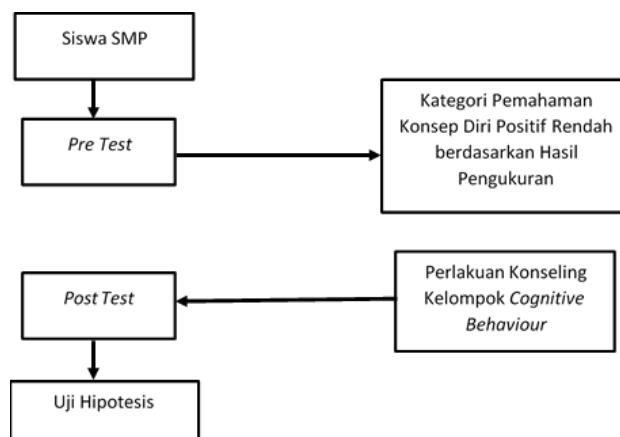 Siswa SMP
Pre Test
Kategori Pemahaman
Konsep Diri Positif Rendah
berdasarkan Hasil
Pengukuran
Perlakuan Konseling
Kelompok Cognitive
Behaviour
Post Test
Uji Hipotesis